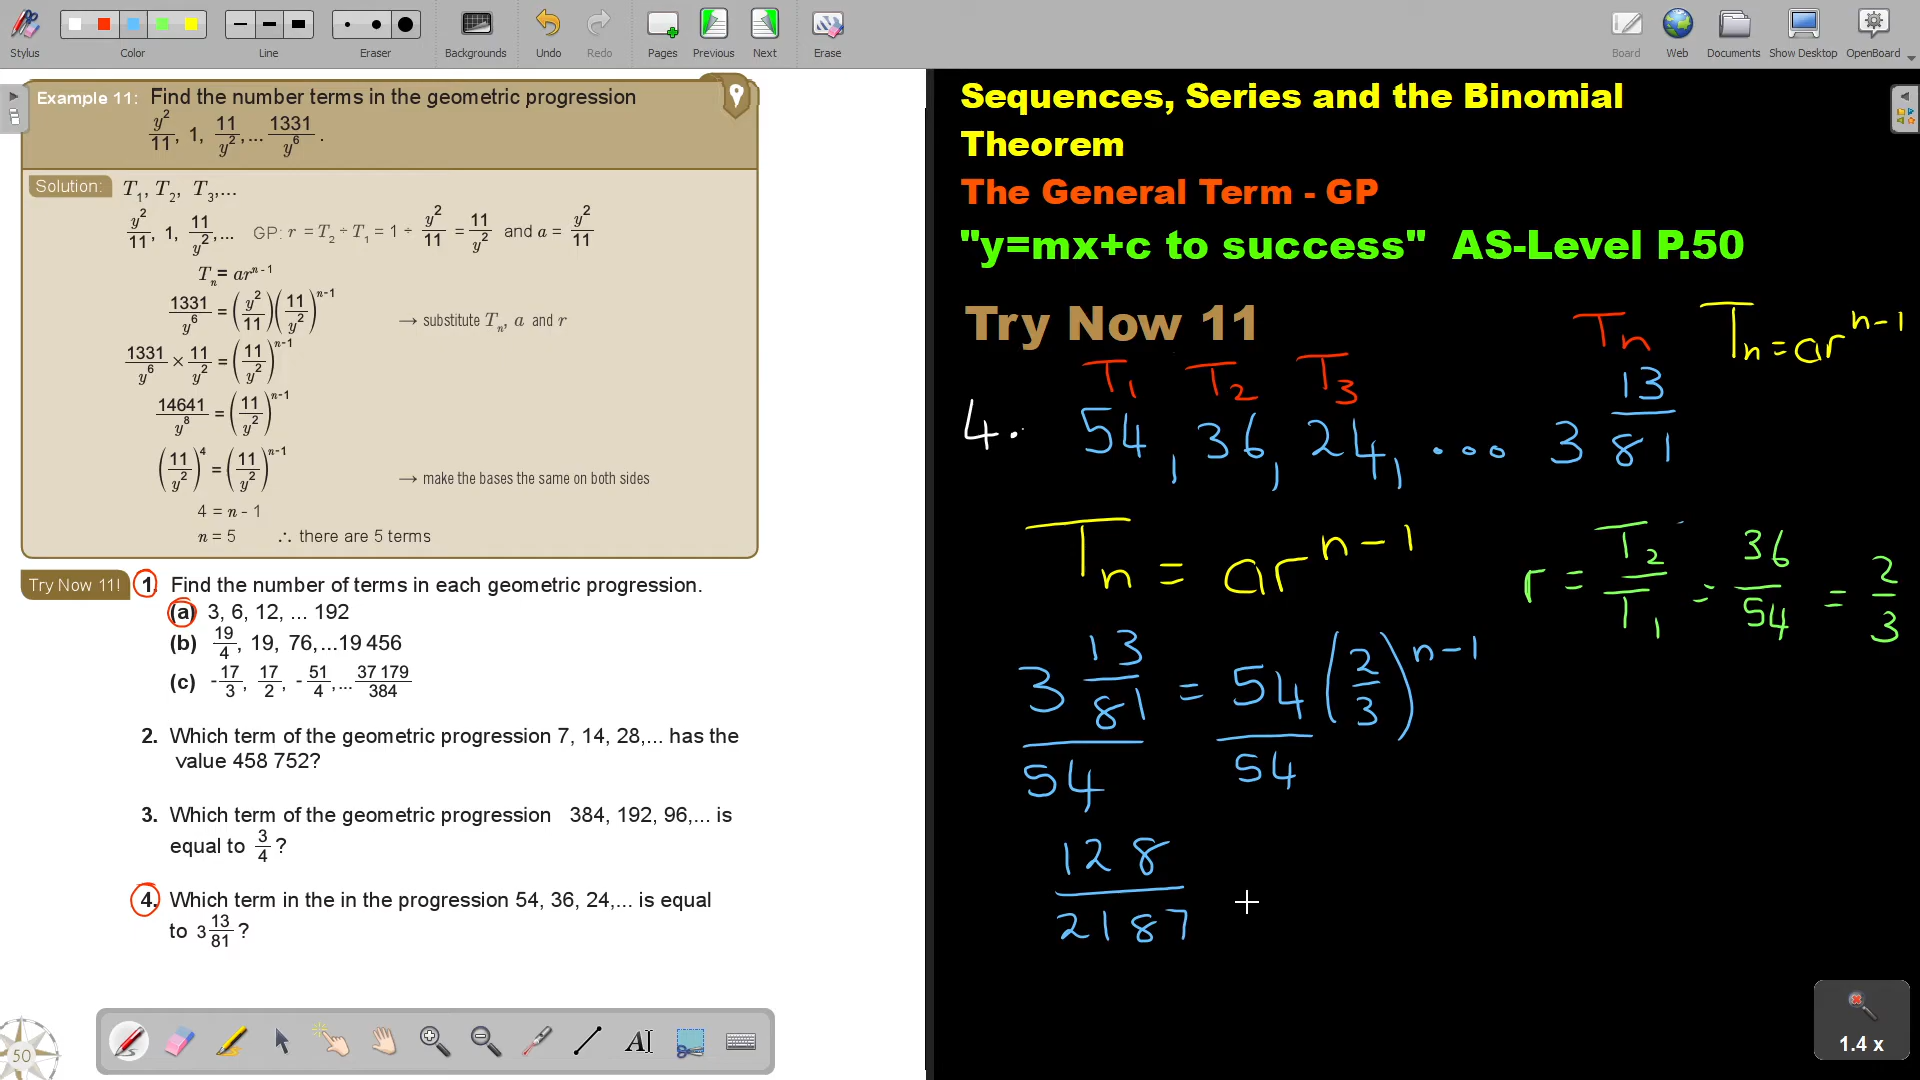 Stylus Color Line Eraser Backgrounds Undo Redo Pages Previous Next Erase Board Web Documents Show Desktop OpenBoard
Example 11: Find the number terms in the geometric progression
y²/11, 1, 11/y²,... 1331/y⁶ .
Solution: T₁, T₂, T₃,...
y²/11, 1, 11/y²,... GP: r = T₂ ÷ T₁ = 1 ÷ y²/11 = 11/y² and a = y²/11
Tₙ = arⁿ⁻¹
1331/y⁶ = (y²/11)(11/y²)ⁿ⁻¹ → substitute Tₙ, a and r
1331/y⁶ × 11/y² = (11/y²)ⁿ⁻¹
14641/y⁸ = (11/y²)ⁿ⁻¹
(11/y²)⁴ = (11/y²)ⁿ⁻¹ → make the bases the same on both sides
4 = n - 1
n = 5 ∴ there are 5 terms
Try Now 11! 1. Find the number of terms in each geometric progression.
(a) 3, 6, 12, ... 192
(b) 19/4, 19, 76,...19 456
(c) -17/3, 17/2, -51/4,... 37 179/384
2. Which term of the geometric progression 7, 14, 28,... has the
value 458 752?
3. Which term of the geometric progression 384, 192, 96,... is
equal to 3/4 ?
4. Which term in the in the progression 54, 36, 24,... is equal
to 3 13/81 ?
50
Sequences, Series and the Binomial
Theorem
The General Term - GP
"y=mx+c to success" AS-Level P.50
Try Now 11
Tₙ = arⁿ⁻¹
T₁ T₂ T₃ Tₙ
4. 54, 36, 24, ... 3 13/81
Tₙ = arⁿ⁻¹
r = T₂/T₁ = 36/54 = 2/3
3 13/81 /54 = 54/54 (2/3)ⁿ⁻¹
128/2187
AI
1.4 x